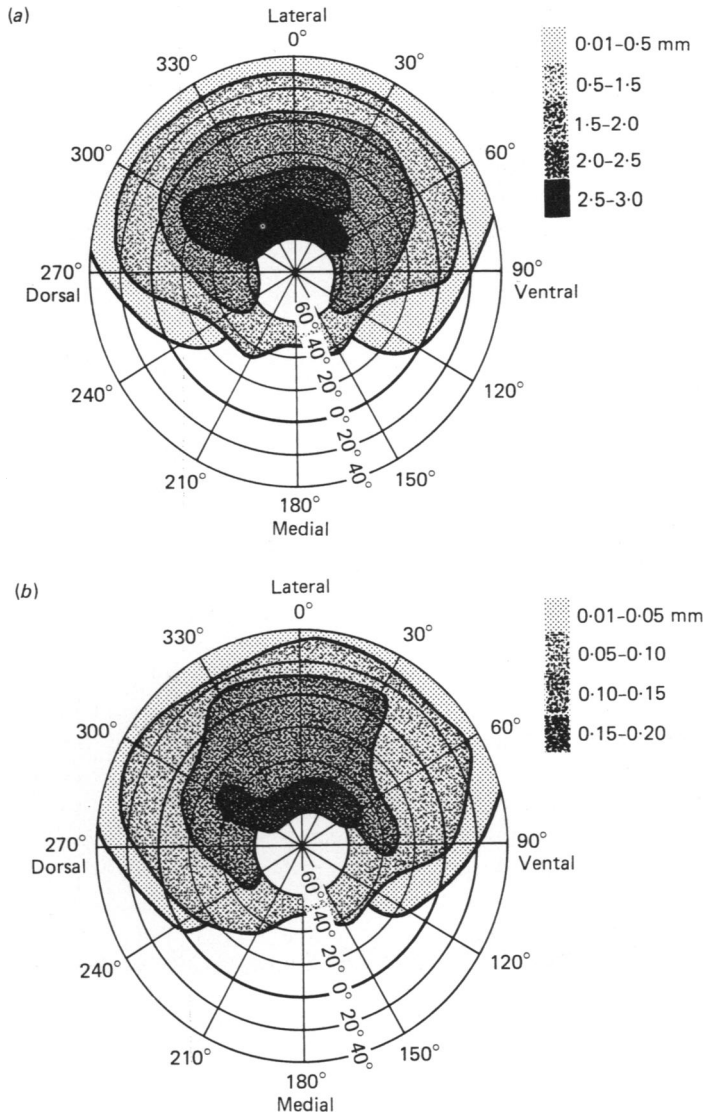 (a)
Lateral
0°
330°
30°
300°
60°
270°
Dorsal
90°
Ventral
240°
120°
210°
150°
180°
Medial
60° 40° 20° 0° 20° 40°
0·01–0·5 mm
0·5–1·5
1·5–2·0
2·0–2·5
2·5–3·0
(b)
Lateral
0°
330°
30°
300°
60°
270°
Dorsal
90°
Vental
240°
120°
210°
150°
180°
Medial
60° 40° 20° 0° 20° 40°
0·01–0·05 mm
0·05–0·10
0·10–0·15
0·15–0·20